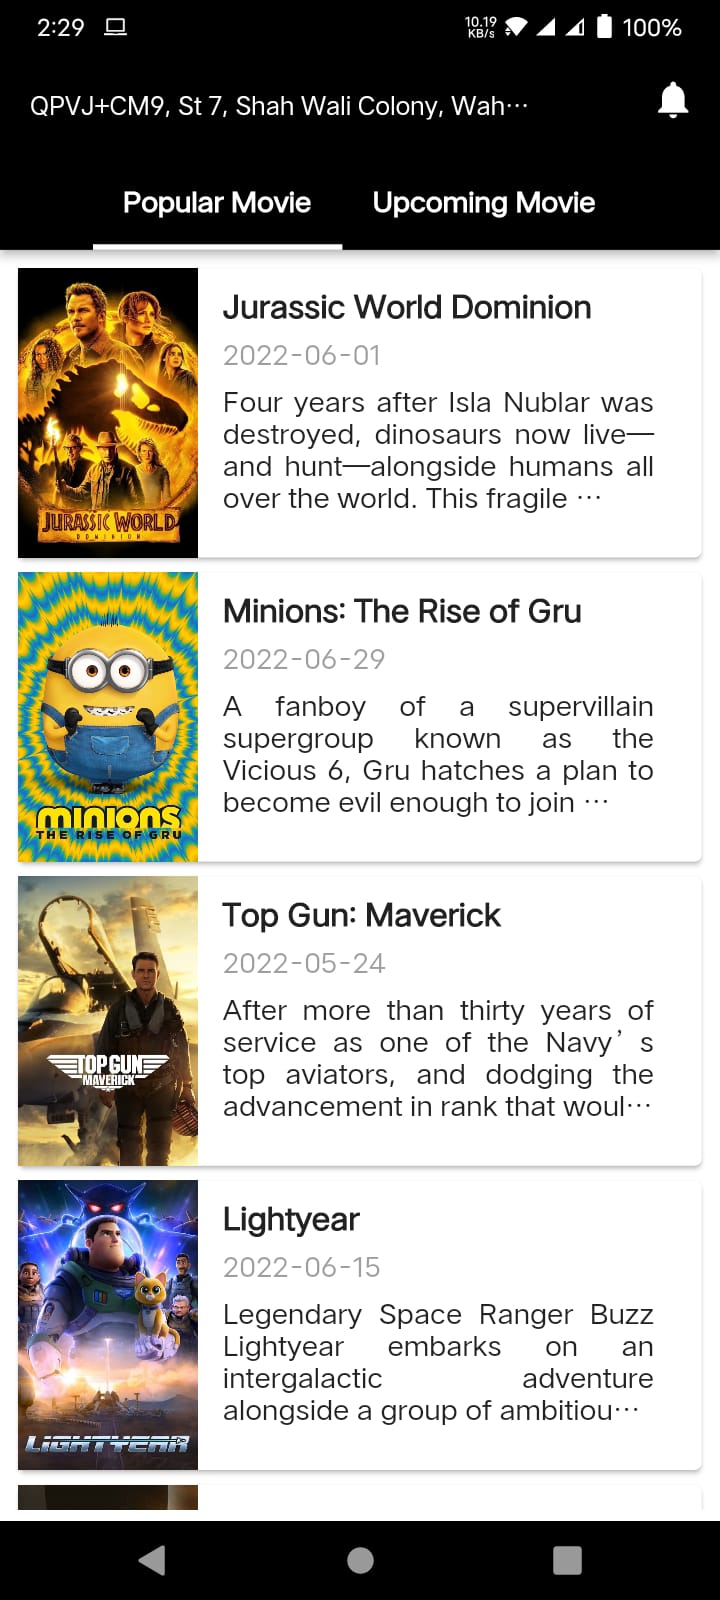 2:29
10.19
KB/s
100%
QPVJ+CM9, St 7, Shah Wali Colony, Wah···
Popular Movie
Upcoming Movie
JURASSIC WORLD
DOMINION
Jurassic World Dominion
2022-06-01
Four years after Isla Nublar was
destroyed, dinosaurs now live—
and hunt—alongside humans all
over the world. This fragile ···
MINIONS
THE RISE OF GRU
Minions: The Rise of Gru
2022-06-29
A fanboy of a supervillain
supergroup known as the
Vicious 6, Gru hatches a plan to
become evil enough to join ···
TOP GUN
MAVERICK
Top Gun: Maverick
2022-05-24
After more than thirty years of
service as one of the Navy’s
top aviators, and dodging the
advancement in rank that woul···
LIGHTYEAR
Lightyear
2022-06-15
Legendary Space Ranger Buzz
Lightyear embarks on an
intergalactic adventure
alongside a group of ambitiou···